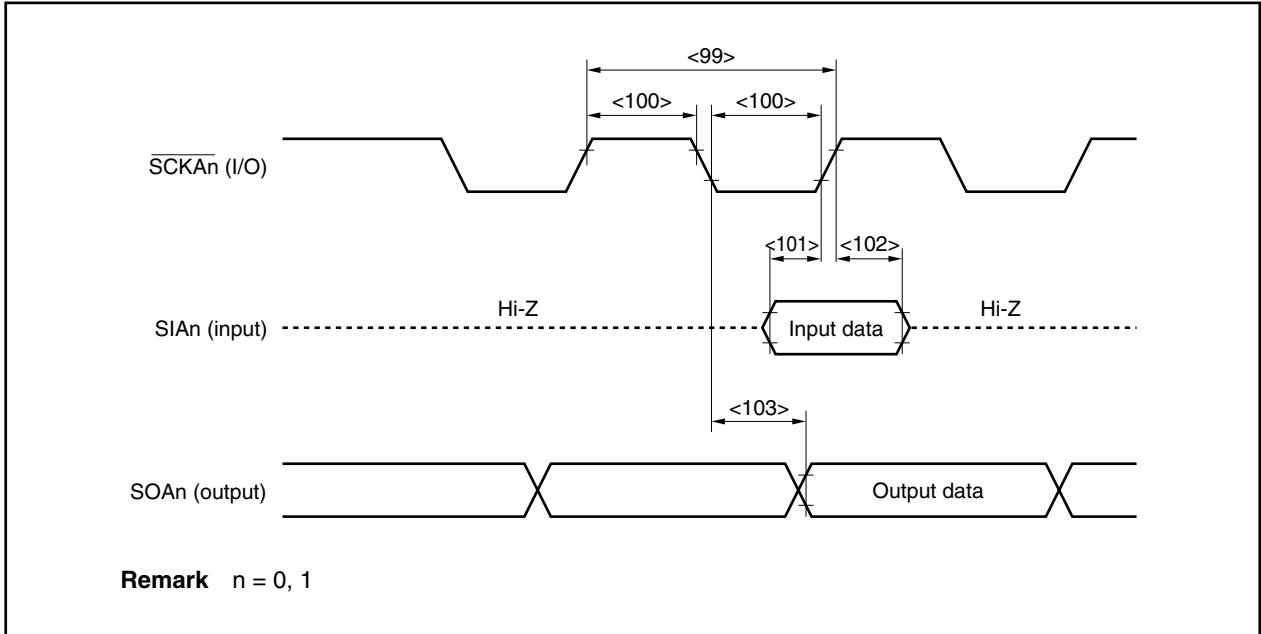 <99>
<100> <100>
SCKAn (I/O)
<101> <102>
Hi-Z Hi-Z
SIAn (input) Input data
<103>
SOAn (output) Output data
Remark n = 0, 1